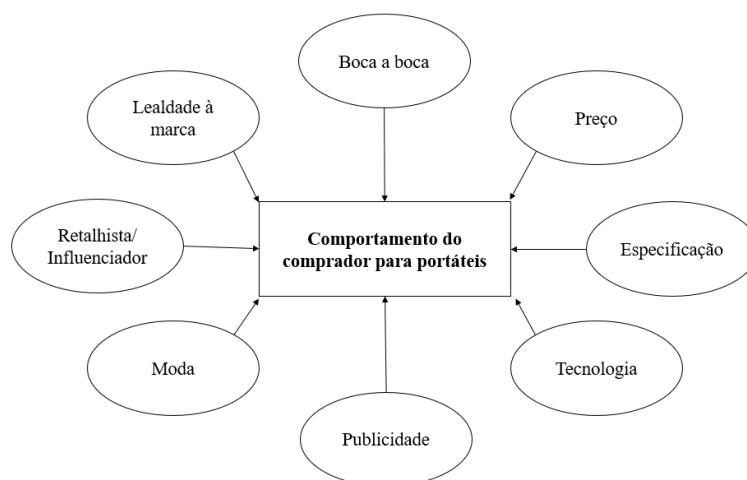 Boca a boca
Lealdade à
marca
Preço
Retalhista/
Influenciador
Comportamento do
comprador para portáteis
Especificação
Moda
Tecnologia
Publicidade